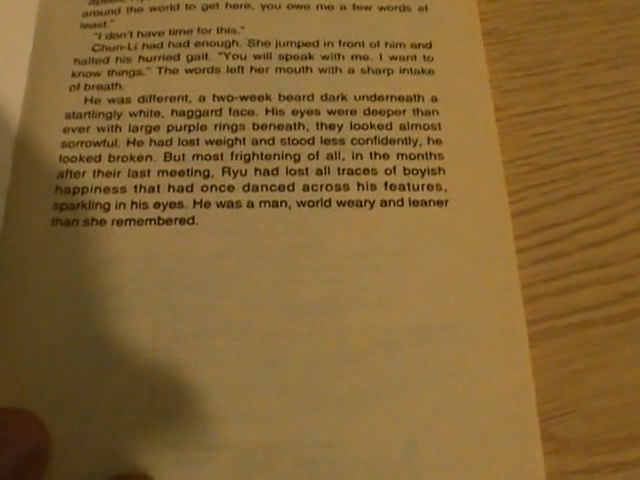 around the world to get here, you owe me a few words at
least."
"I don't have time for this."
Chun-Li had had enough. She jumped in front of him and
halted his hurried gait. "You will speak with me. I want to
know things." The words left her mouth with a sharp intake
of breath.
He was different, a two-week beard dark underneath a
startlingly white, haggard face. His eyes were deeper than
ever with large purple rings beneath, they looked almost
sorrowful. He had lost weight and stood less confidently, he
looked broken. But most frightening of all, in the months
after their last meeting, Ryu had lost all traces of boyish
happiness that had once danced across his features,
sparkling in his eyes. He was a man, world weary and leaner
than she remembered.